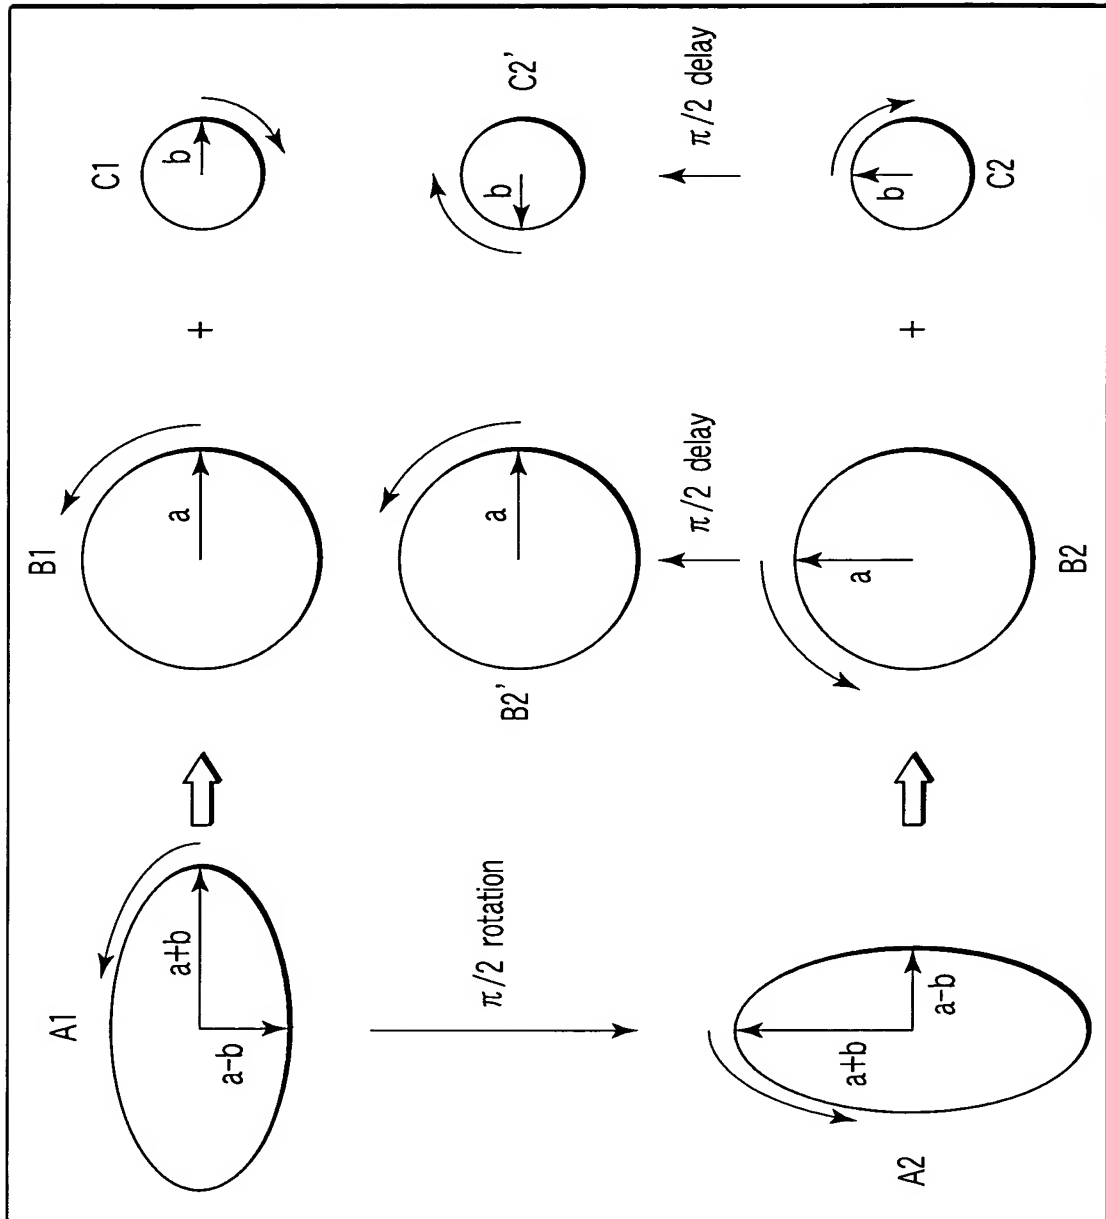 A1
a+b
a-b
B1
a
+
C1
b
π/2 rotation
B2'
a
C2'
b
π/2 delay
π/2 delay
A2
a+b
a-b
B2
a
+
C2
b